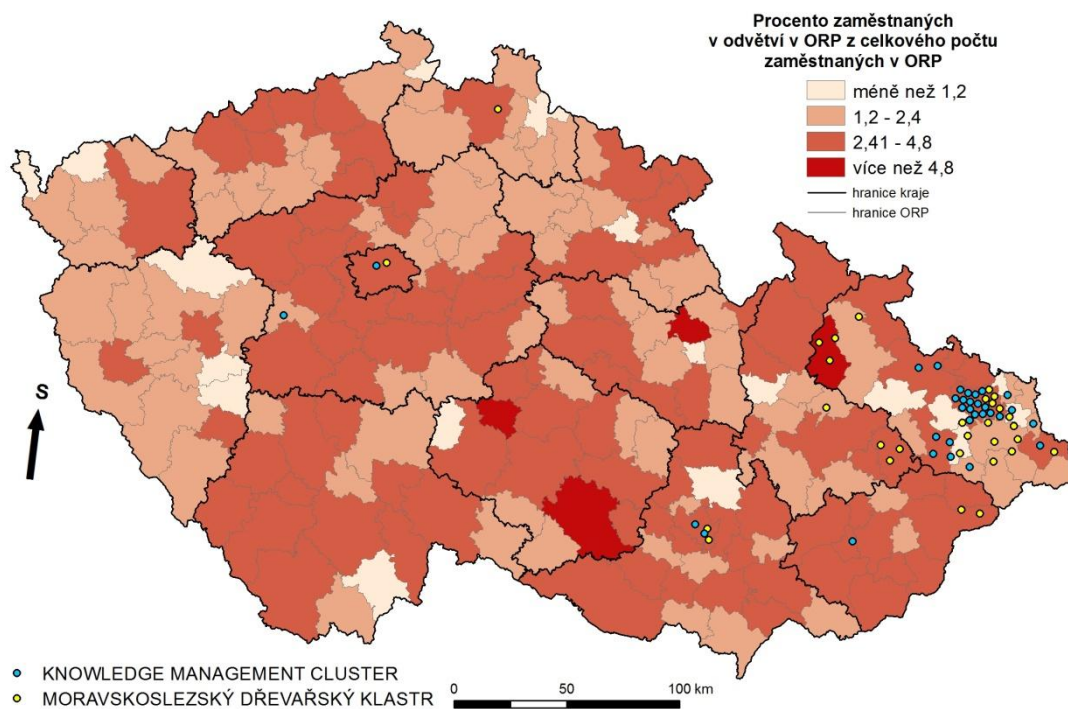 Procento zaměstnaných
v odvětví v ORP z celkového počtu
zaměstnaných v ORP
méně než 1,2
1,2 - 2,4
2,41 - 4,8
více než 4,8
hranice kraje
hranice ORP
S
KNOWLEDGE MANAGEMENT CLUSTER
MORAVSKOSLEZSKÝ DŘEVAŘSKÝ KLASTR
0 50 100 km